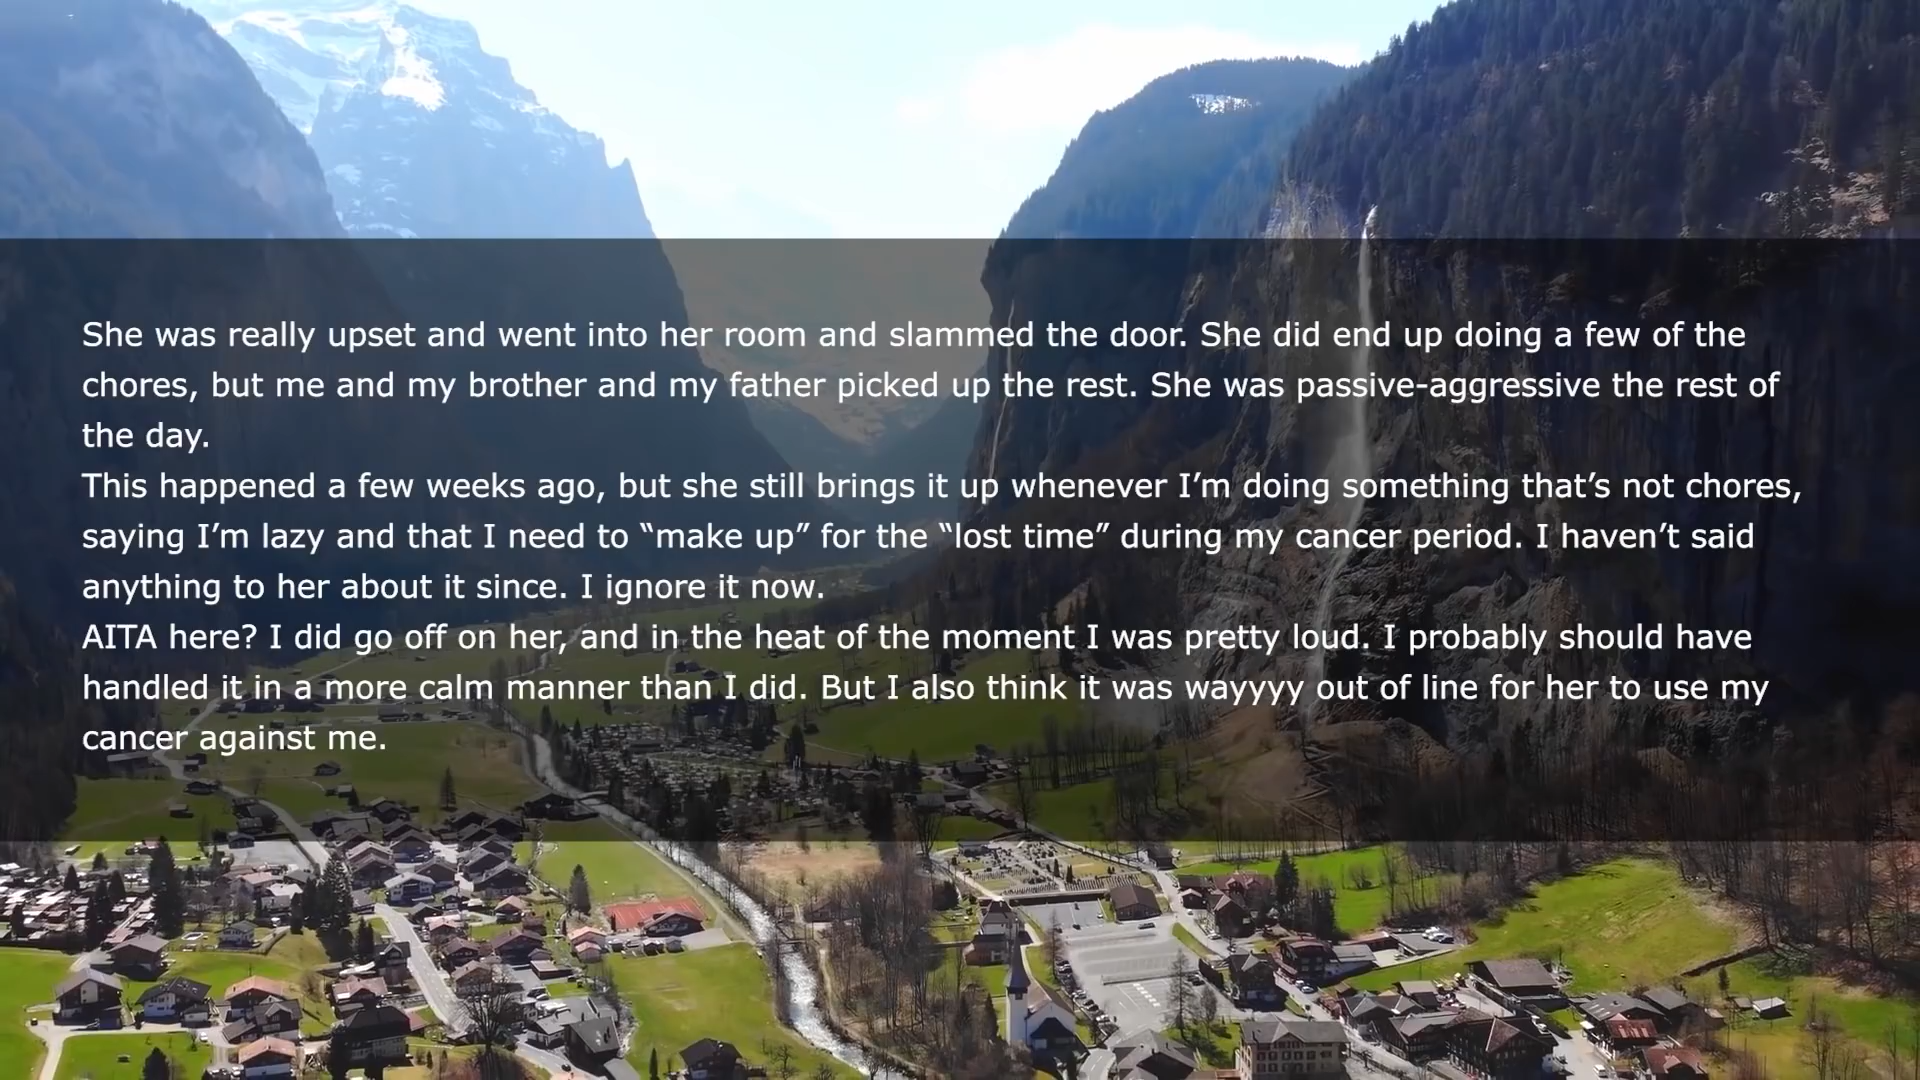 She was really upset and went into her room and slammed the door. She did end up doing a few of the
chores, but me and my brother and my father picked up the rest. She was passive-aggressive the rest of
the day.
This happened a few weeks ago, but she still brings it up whenever I’m doing something that’s not chores,
saying I’m lazy and that I need to “make up” for the “lost time” during my cancer period. I haven’t said
anything to her about it since. I ignore it now.
AITA here? I did go off on her, and in the heat of the moment I was pretty loud. I probably should have
handled it in a more calm manner than I did. But I also think it was wayyyy out of line for her to use my
cancer against me.